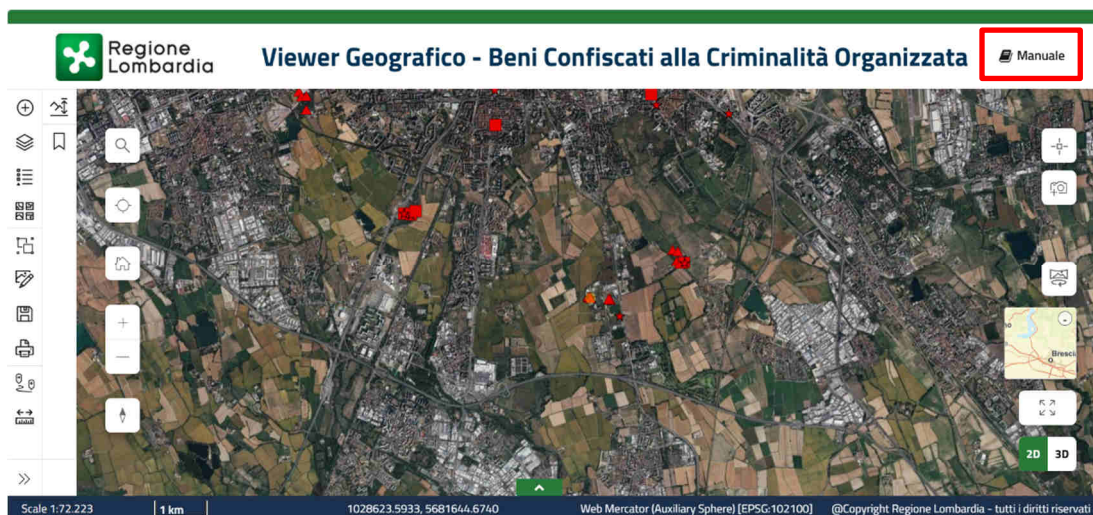 Regione
Lombardia
Viewer Geografico - Beni Confiscati alla Criminalità Organizzata
Manuale
Brescia
2D 3D
Scale 1:72.223 1 km 1028623.5933, 5681644.6740 Web Mercator (Auxiliary Sphere) [EPSG:102100] @Copyright Regione Lombardia - tutti i diritti riservati